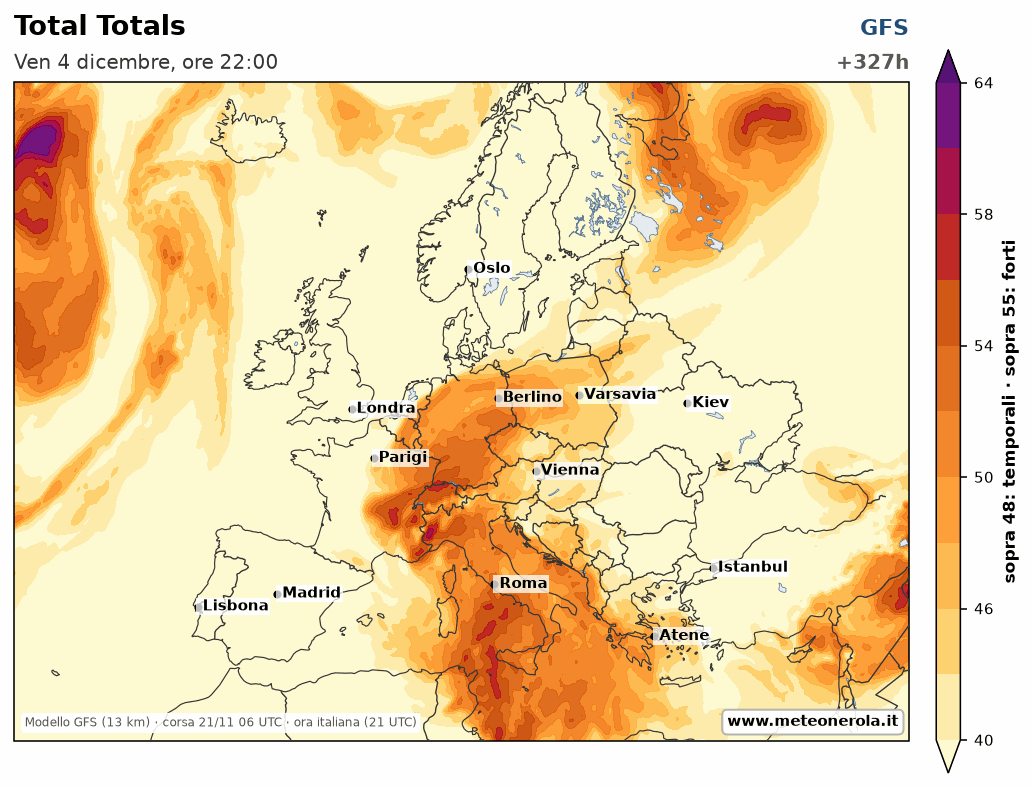 Total Totals
GFS
Ven 4 dicembre, ore 22:00
+327h
64
58
54
50
46
40
sopra 48: temporali · sopra 55: forti
Oslo
Londra
Berlino
Varsavia
Kiev
Parigi
Vienna
Istanbul
Roma
Madrid
Lisbona
Atene
Modello GFS (13 km) · corsa 21/11 06 UTC · ora italiana (21 UTC)
www.meteonerola.it